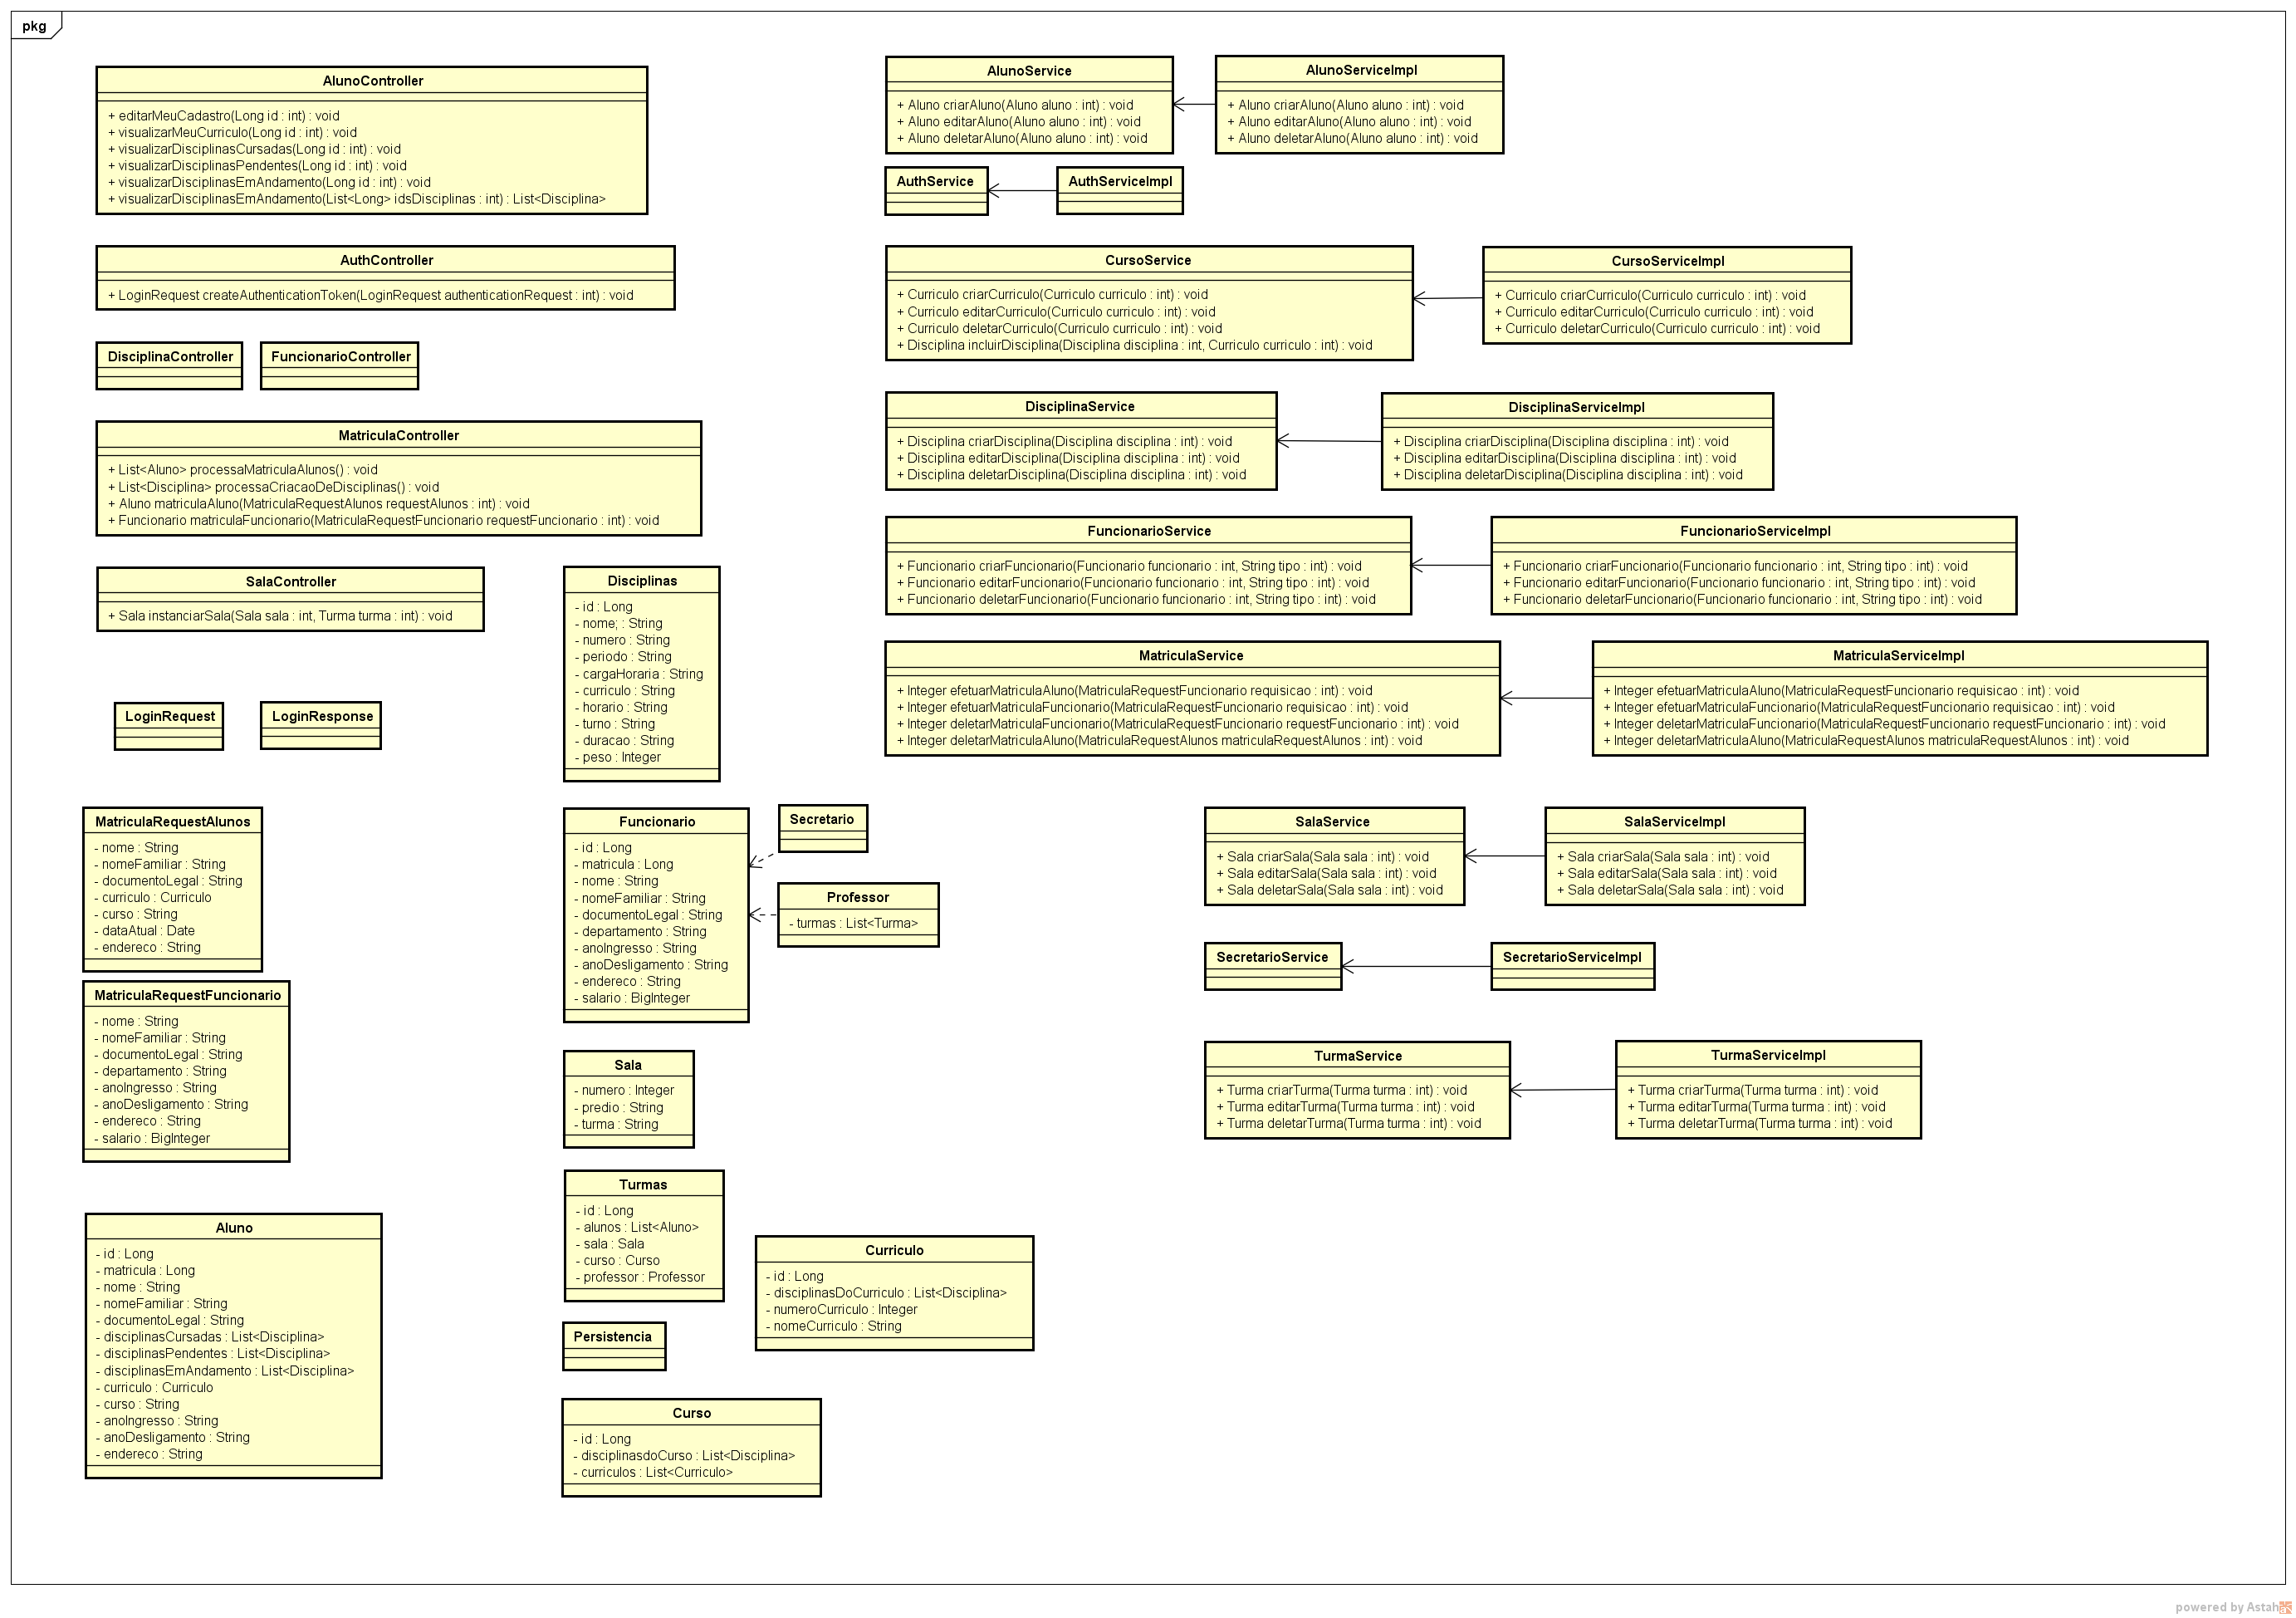 pkg
AlunoController
+ editarMeuCadastro(Long id : int) : void
+ visualizarMeuCurriculo(Long id : int) : void
+ visualizarDisciplinasCursadas(Long id : int) : void
+ visualizarDisciplinasPendentes(Long id : int) : void
+ visualizarDisciplinasEmAndamento(Long id : int) : void
+ visualizarDisciplinasEmAndamento(List<Long> idsDisciplinas : int) : List<Disciplina>
AuthController
+ LoginRequest createAuthenticationToken(LoginRequest authenticationRequest : int) : void
DisciplinaController
FuncionarioController
MatriculaController
+ List<Aluno> processaMatriculaAlunos() : void
+ List<Disciplina> processaCriacaoDeDisciplinas() : void
+ Aluno matriculaAluno(MatriculaRequestAlunos requestAlunos : int) : void
+ Funcionario matriculaFuncionario(MatriculaRequestFuncionario requestFuncionario : int) : void
SalaController
+ Sala instanciarSala(Sala sala : int, Turma turma : int) : void
LoginRequest
LoginResponse
MatriculaRequestAlunos
- nome : String
- nomeFamiliar : String
- documentoLegal : String
- curriculo : Curriculo
- curso : String
- dataAtual : Date
- endereco : String
MatriculaRequestFuncionario
- nome : String
- nomeFamiliar : String
- documentoLegal : String
- departamento : String
- anoIngresso : String
- anoDesligamento : String
- endereco : String
- salario : BigInteger
Aluno
- id : Long
- matricula : Long
- nome : String
- nomeFamiliar : String
- documentoLegal : String
- disciplinasCursadas : List<Disciplina>
- disciplinasPendentes : List<Disciplina>
- disciplinasEmAndamento : List<Disciplina>
- curriculo : Curriculo
- curso : String
- anoIngresso : String
- anoDesligamento : String
- endereco : String
Disciplinas
- id : Long
- nome; : String
- numero : String
- periodo : String
- cargaHoraria : String
- curriculo : String
- horario : String
- turno : String
- duracao : String
- peso : Integer
Funcionario
- id : Long
- matricula : Long
- nome : String
- nomeFamiliar : String
- documentoLegal : String
- departamento : String
- anoIngresso : String
- anoDesligamento : String
- endereco : String
- salario : BigInteger
Secretario
Professor
- turmas : List<Turma>
Sala
- numero : Integer
- predio : String
- turma : String
Turmas
- id : Long
- alunos : List<Aluno>
- sala : Sala
- curso : Curso
- professor : Professor
Curriculo
- id : Long
- disciplinasDoCurriculo : List<Disciplina>
- numeroCurriculo : Integer
- nomeCurriculo : String
Persistencia
Curso
- id : Long
- disciplinasdoCurso : List<Disciplina>
- curriculos : List<Curriculo>
AlunoService
+ Aluno criarAluno(Aluno aluno : int) : void
+ Aluno editarAluno(Aluno aluno : int) : void
+ Aluno deletarAluno(Aluno aluno : int) : void
AlunoServiceImpl
+ Aluno criarAluno(Aluno aluno : int) : void
+ Aluno editarAluno(Aluno aluno : int) : void
+ Aluno deletarAluno(Aluno aluno : int) : void
AuthService
AuthServiceImpl
CursoService
+ Curriculo criarCurriculo(Curriculo curriculo : int) : void
+ Curriculo editarCurriculo(Curriculo curriculo : int) : void
+ Curriculo deletarCurriculo(Curriculo curriculo : int) : void
+ Disciplina incluirDisciplina(Disciplina disciplina : int, Curriculo curriculo : int) : void
CursoServiceImpl
+ Curriculo criarCurriculo(Curriculo curriculo : int) : void
+ Curriculo editarCurriculo(Curriculo curriculo : int) : void
+ Curriculo deletarCurriculo(Curriculo curriculo : int) : void
DisciplinaService
+ Disciplina criarDisciplina(Disciplina disciplina : int) : void
+ Disciplina editarDisciplina(Disciplina disciplina : int) : void
+ Disciplina deletarDisciplina(Disciplina disciplina : int) : void
DisciplinaServiceImpl
+ Disciplina criarDisciplina(Disciplina disciplina : int) : void
+ Disciplina editarDisciplina(Disciplina disciplina : int) : void
+ Disciplina deletarDisciplina(Disciplina disciplina : int) : void
FuncionarioService
+ Funcionario criarFuncionario(Funcionario funcionario : int, String tipo : int) : void
+ Funcionario editarFuncionario(Funcionario funcionario : int, String tipo : int) : void
+ Funcionario deletarFuncionario(Funcionario funcionario : int, String tipo : int) : void
FuncionarioServiceImpl
+ Funcionario criarFuncionario(Funcionario funcionario : int, String tipo : int) : void
+ Funcionario editarFuncionario(Funcionario funcionario : int, String tipo : int) : void
+ Funcionario deletarFuncionario(Funcionario funcionario : int, String tipo : int) : void
MatriculaService
+ Integer efetuarMatriculaAluno(MatriculaRequestFuncionario requisicao : int) : void
+ Integer efetuarMatriculaFuncionario(MatriculaRequestFuncionario requisicao : int) : void
+ Integer deletarMatriculaFuncionario(MatriculaRequestFuncionario requestFuncionario : int) : void
+ Integer deletarMatriculaAluno(MatriculaRequestAlunos matriculaRequestAlunos : int) : void
MatriculaServiceImpl
+ Integer efetuarMatriculaAluno(MatriculaRequestFuncionario requisicao : int) : void
+ Integer efetuarMatriculaFuncionario(MatriculaRequestFuncionario requisicao : int) : void
+ Integer deletarMatriculaFuncionario(MatriculaRequestFuncionario requestFuncionario : int) : void
+ Integer deletarMatriculaAluno(MatriculaRequestAlunos matriculaRequestAlunos : int) : void
SalaService
+ Sala criarSala(Sala sala : int) : void
+ Sala editarSala(Sala sala : int) : void
+ Sala deletarSala(Sala sala : int) : void
SalaServiceImpl
+ Sala criarSala(Sala sala : int) : void
+ Sala editarSala(Sala sala : int) : void
+ Sala deletarSala(Sala sala : int) : void
SecretarioService
SecretarioServiceImpl
TurmaService
+ Turma criarTurma(Turma turma : int) : void
+ Turma editarTurma(Turma turma : int) : void
+ Turma deletarTurma(Turma turma : int) : void
TurmaServiceImpl
+ Turma criarTurma(Turma turma : int) : void
+ Turma editarTurma(Turma turma : int) : void
+ Turma deletarTurma(Turma turma : int) : void
powered by Astah